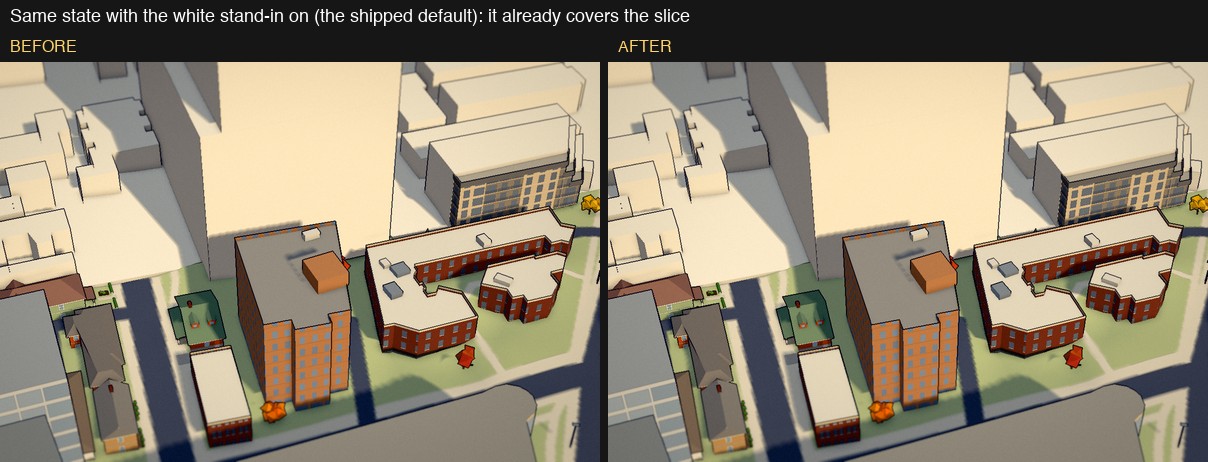 Same state with the white stand-in on (the shipped default): it already covers the slice
BEFORE
AFTER